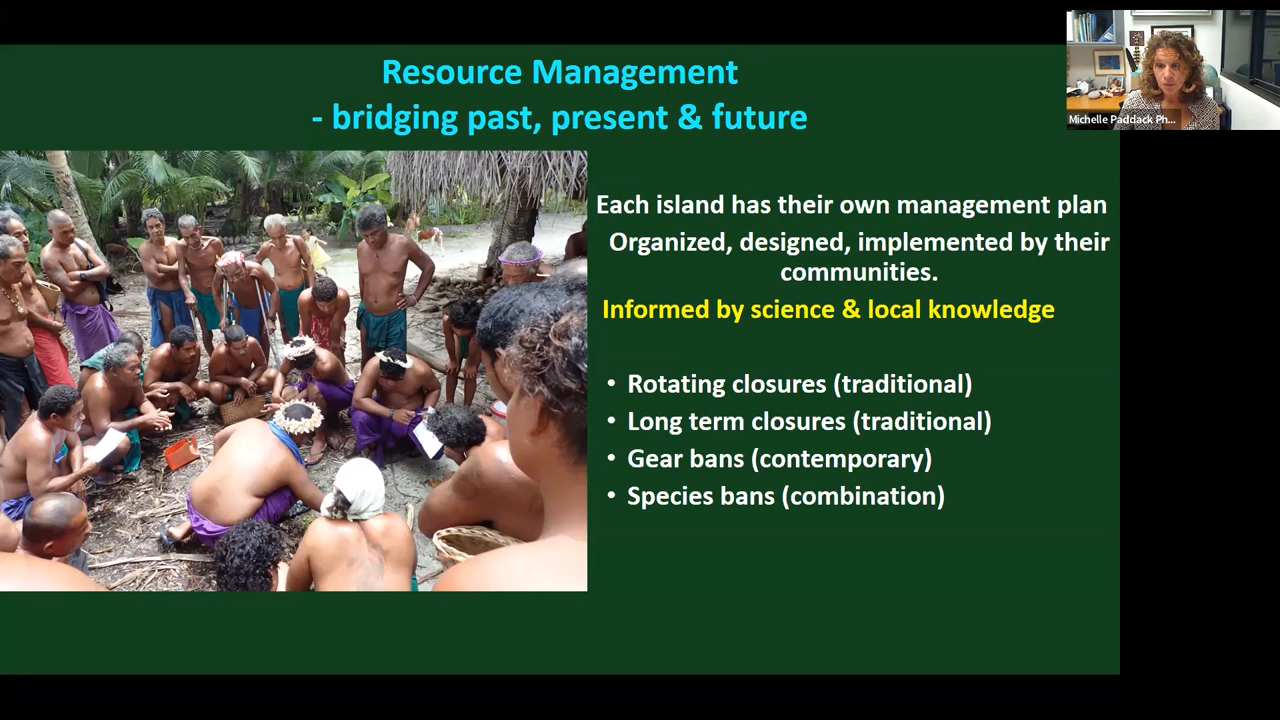 Resource Management
- bridging past, present & future
Michelle Paddack Ph...
Each island has their own management plan
Organized, designed, implemented by their
communities.
Informed by science & local knowledge
• Rotating closures (traditional)
• Long term closures (traditional)
• Gear bans (contemporary)
• Species bans (combination)